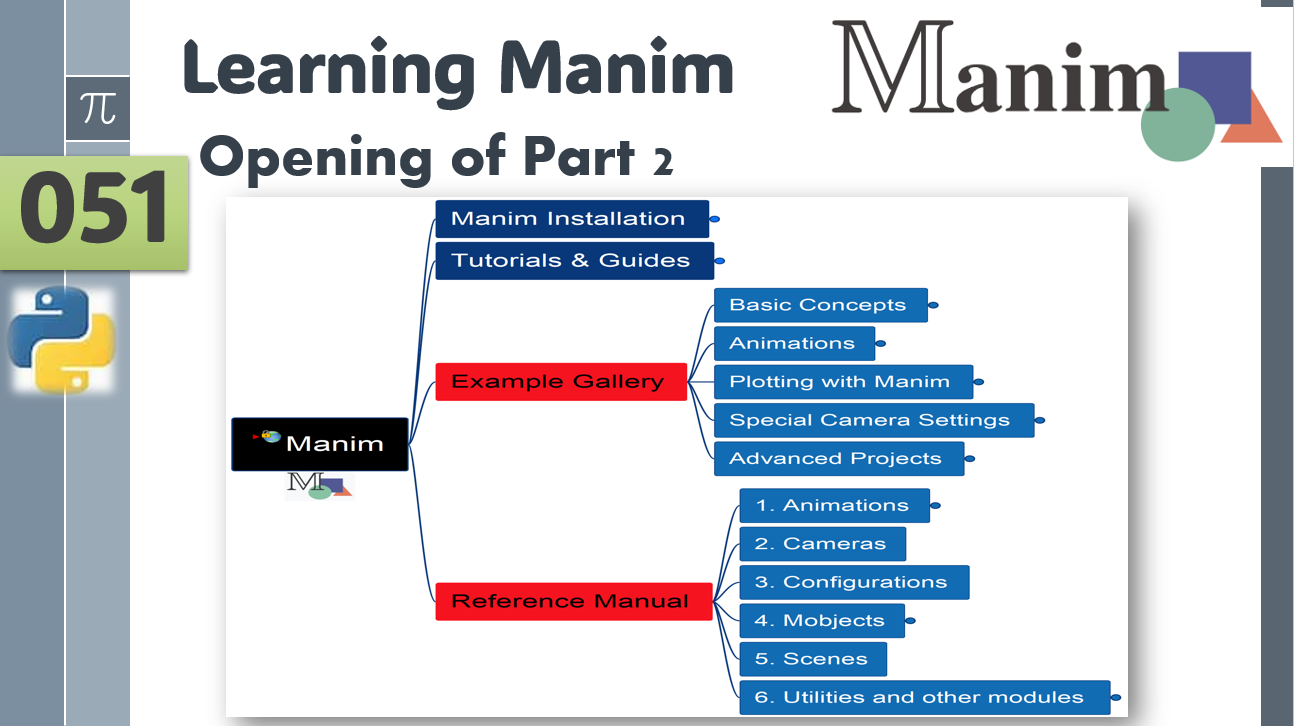 Learning Manim
Manim
π
Opening of Part 2
051
Manim Installation
Tutorials & Guides
Basic Concepts
Animations
Plotting with Manim
Special Camera Settings
Advanced Projects
Example Gallery
Manim
M
1. Animations
2. Cameras
3. Configurations
4. Mobjects
5. Scenes
6. Utilities and other modules
Reference Manual